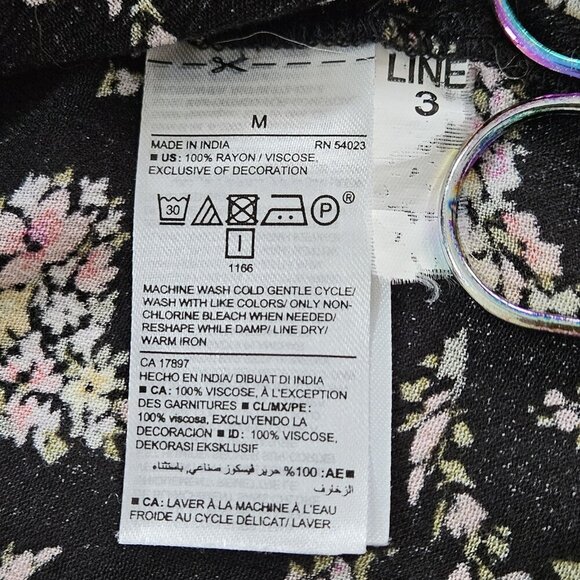 LINE
3
M
MADE IN INDIA RN 54023
■ US: 100% RAYON / VISCOSE,
EXCLUSIVE OF DECORATION
30 P ®
1166
MACHINE WASH COLD GENTLE CYCLE/
WASH WITH LIKE COLORS/ ONLY NON-
CHLORINE BLEACH WHEN NEEDED/
RESHAPE WHILE DAMP/ LINE DRY/
WARM IRON
CA 17897
HECHO EN INDIA/ DIBUAT DI INDIA
■ CA: 100% VISCOSE, À L'EXCEPTION
DES GARNITURES ■ CL/MX/PE:
100% viscosa, EXCLUYENDO LA
DECORACION ■ ID: 100% VISCOSE,
DEKORASI EKSKLUSIF
■ AE: 100% حرير فيسكوز صناعي, باستثناء
الزخارف
■ CA: LAVER À LA MACHINE À L'EAU
FROIDE AU CYCLE DÉLICAT/ LAVER